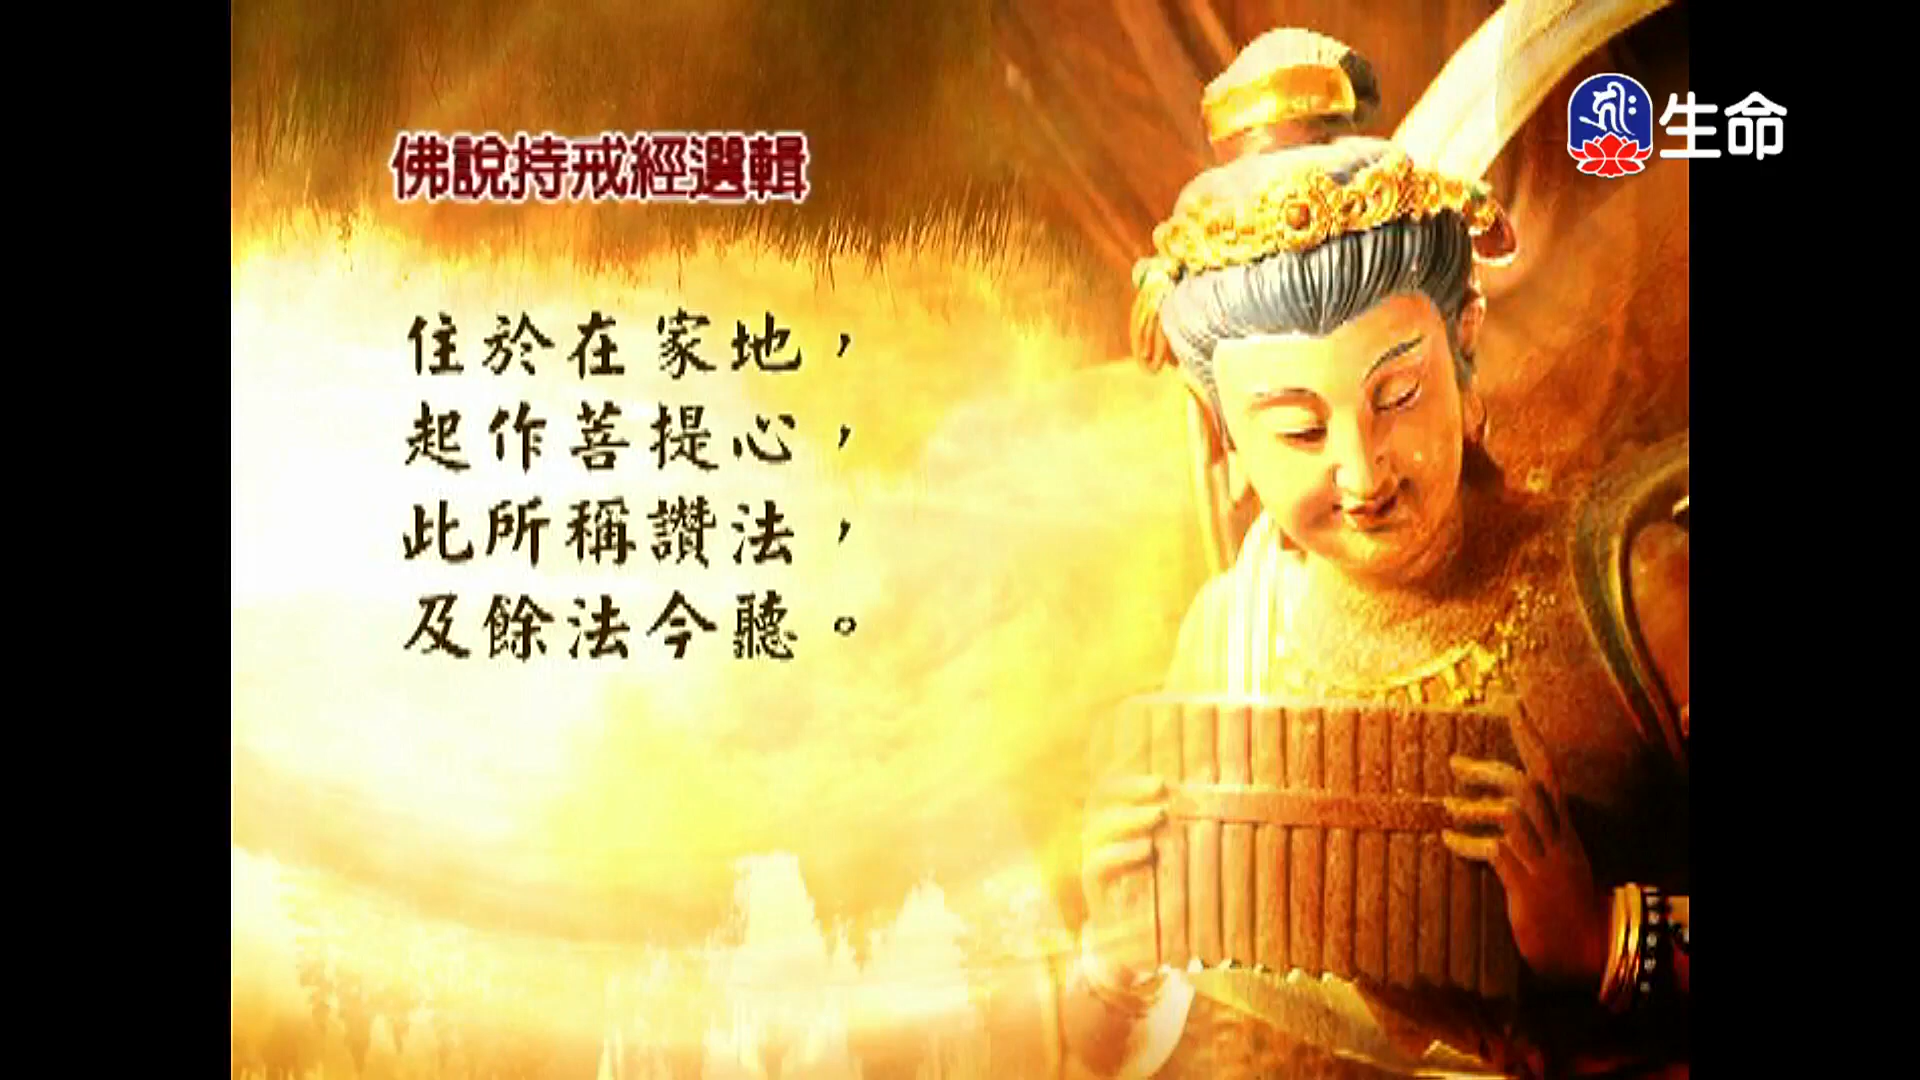 佛說持戒經選輯
生命
住於在家地，
起作菩提心，
此所稱讚法，
及餘法今聽。